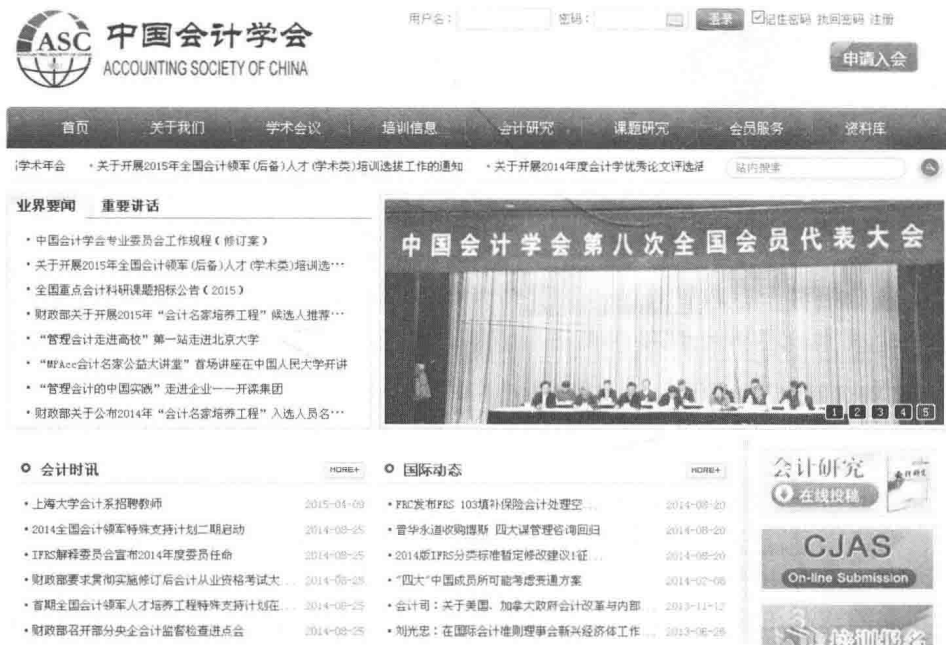 用户名：
密码：
登录
记住密码 找回密码 注册
ASC
中国会计学会
ACCOUNTING SOCIETY OF CHINA
申请入会
首页 关于我们 学术会议 培训信息 会计研究 课题研究 会员服务 资料库
学术年会 ·关于开展2015年全国会计领军(后备)人才(学术类)培训选拔工作的通知 ·关于开展2014年度会计学优秀论文评选活
站内搜索
业界要闻 重要讲话
·中国会计学会专业委员会工作规程(修订案)
·关于开展2015年全国会计领军(后备)人才(学术类)培训选…
·全国重点会计科研课题招标公告(2015)
·财政部关于开展2015年“会计名家培养工程”候选人推荐…
·“管理会计走进高校”第一站走进北京大学
·“MPAcc会计名家公益大讲堂”首场讲座在中国人民大学开讲
·“管理会计的中国实践”走进企业——开滦集团
·财政部关于公布2014年“会计名家培养工程”入选人员名…
中国会计学会第八次全国会员代表大会
1 2 3 4 5
会计时讯 MORE+
·上海大学会计系招聘教师 2015-04-09
·2014全国会计领军特殊支持计划二期启动 2014-08-25
·IFRS解释委员会宣布2014年度委员任命 2014-08-25
·财政部要求贯彻实施修订后会计从业资格考试大... 2014-08-25
·首期全国会计领军人才培养工程特殊支持计划在... 2014-08-25
·财政部召开部分央企会计监督检查进点会 2014-08-25
国际动态 MORE+
·FRC发布FRS 103填补保险会计处理空... 2014-08-20
·普华永道收购博斯 四大谋管理咨询回归 2014-08-20
·2014版IFRS分类标准暂定修改建议1征... 2014-08-20
·“四大”中国成员所可能考虑变通方案 2014-02-08
·会计司：关于美国、加拿大政府会计改革与内部... 2013-11-12
·刘光忠：在国际会计准则理事会新兴经济体工作... 2013-06-26
会计研究
在线投稿
CJAS
On-line Submission
培训报名